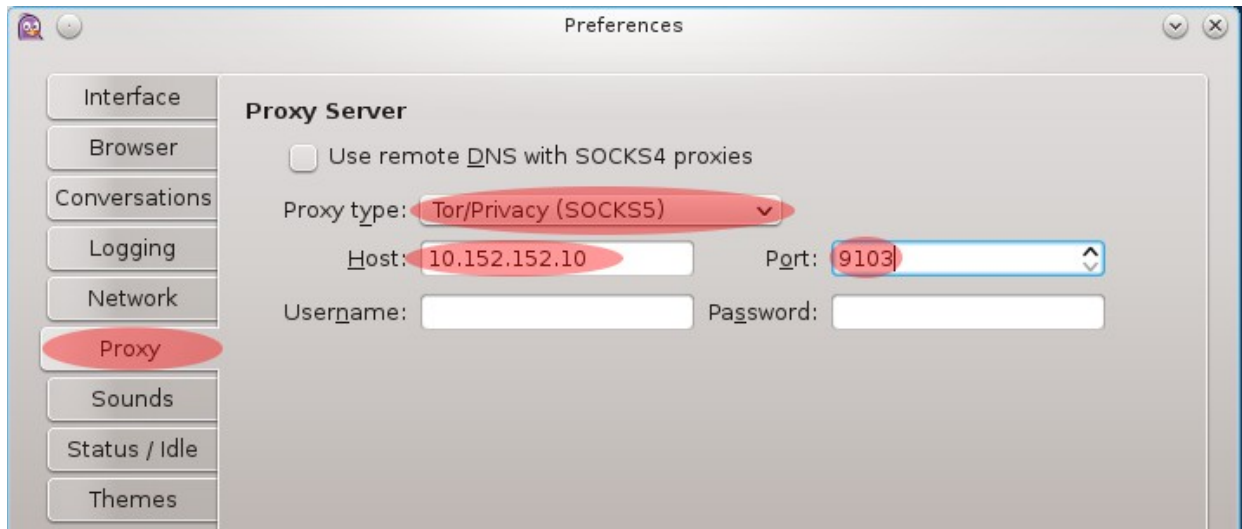 Preferences
Interface
Browser
Conversations
Logging
Network
Proxy
Sounds
Status / Idle
Themes
Proxy Server
Use remote DNS with SOCKS4 proxies
Proxy type: Tor/Privacy (SOCKS5)
Host: 10.152.152.10 Port: 9103
Username: Password: